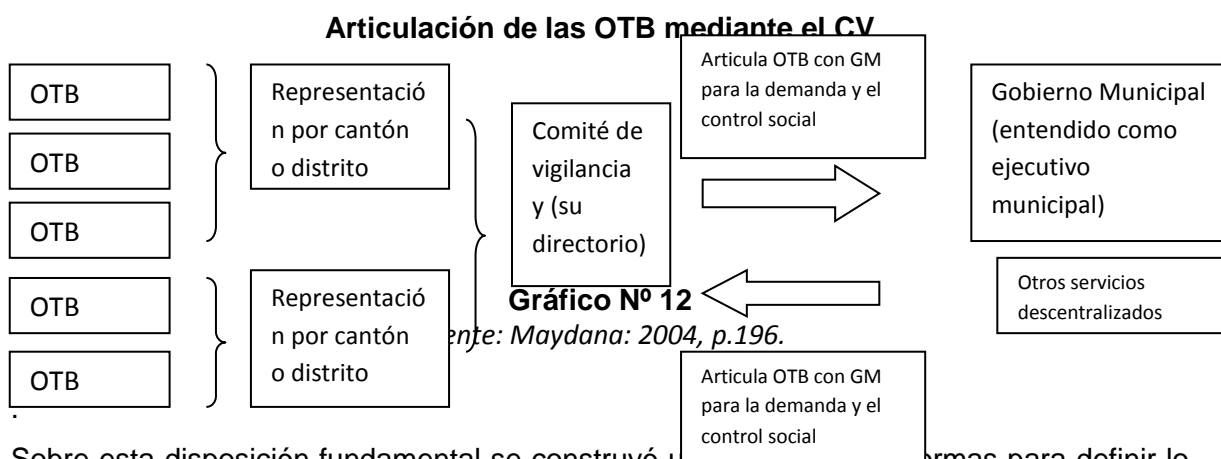 Articulación de las OTB mediante el CV
OTB
OTB
OTB
OTB
OTB
Representació
n por cantón
o distrito
Representació
n por cantón
o distrito
Comité de
vigilancia
y (su
directorio)
Articula OTB con GM
para la demanda y el
control social
Gobierno Municipal
(entendido como
ejecutivo
municipal)
Otros servicios
descentralizados
Gráfico Nº 12
ente: Maydana: 2004, p.196.
Articula OTB con GM
para la demanda y el
control social
.
Sobre esta disposición fundamental se construyó u ormas para definir lo